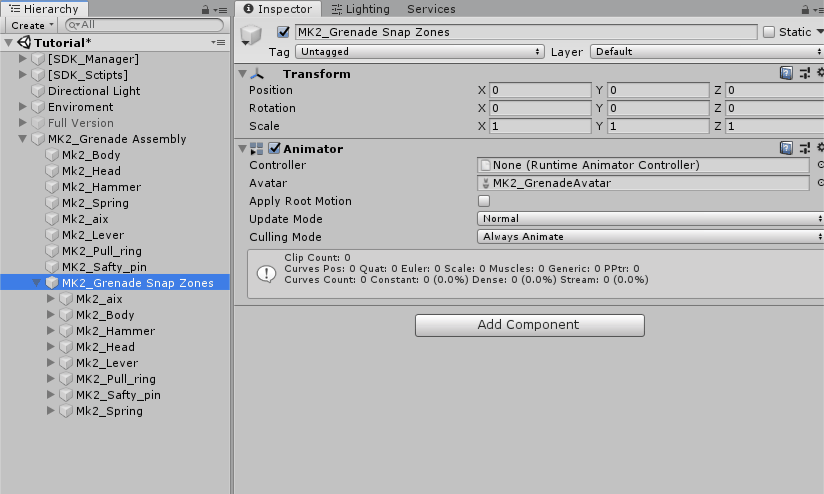 Hierarchy
Create
All
Tutorial*
[SDK_Manager]
[SDK_Sctipts]
Directional Light
Enviroment
Full Version
MK2_Grenade Assembly
Mk2_Body
Mk2_Head
Mk2_Hammer
Mk2_Spring
Mk2_aix
Mk2_Lever
MK2_Pull_ring
MK2_Safty_pin
MK2_Grenade Snap Zones
Mk2_aix
Mk2_Body
Mk2_Hammer
Mk2_Head
Mk2_Lever
MK2_Pull_ring
MK2_Safty_pin
Mk2_Spring
Inspector Lighting Services
MK2_Grenade Snap Zones Static
Tag Untagged Layer Default
Transform
Position X 0 Y 0 Z 0
Rotation X 0 Y 0 Z 0
Scale X 1 Y 1 Z 1
Animator
Controller None (Runtime Animator Controller)
Avatar MK2_GrenadeAvatar
Apply Root Motion
Update Mode Normal
Culling Mode Always Animate
Clip Count: 0
Curves Pos: 0 Quat: 0 Euler: 0 Scale: 0 Muscles: 0 Generic: 0 PPtr: 0
Curves Count: 0 Constant: 0 (0.0%) Dense: 0 (0.0%) Stream: 0 (0.0%)
Add Component